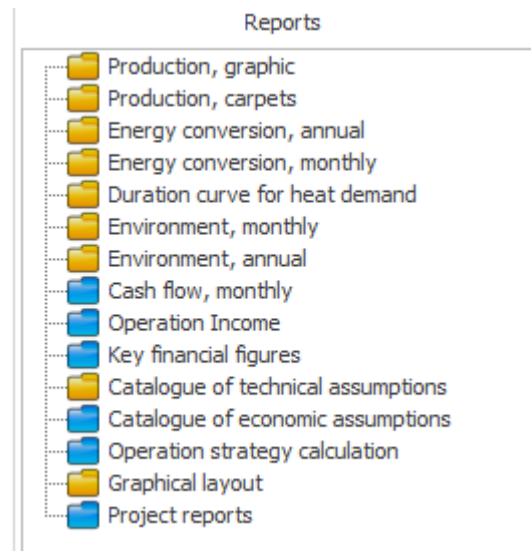 Reports
Production, graphic
Production, carpets
Energy conversion, annual
Energy conversion, monthly
Duration curve for heat demand
Environment, monthly
Environment, annual
Cash flow, monthly
Operation Income
Key financial figures
Catalogue of technical assumptions
Catalogue of economic assumptions
Operation strategy calculation
Graphical layout
Project reports